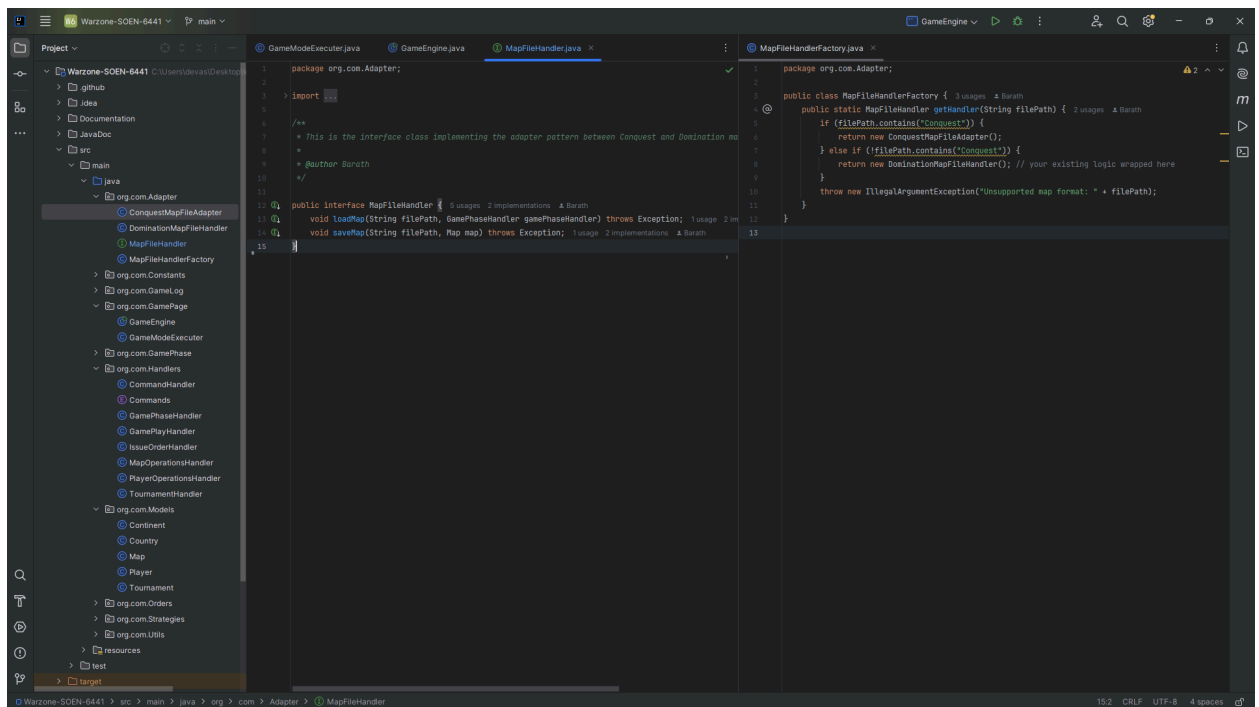 Warzone-SOEN-6441
main
GameEngine
Project
Warzone-SOEN-6441 C:\Users\devas\Desktop\
.github
.idea
Documentation
JavaDoc
src
main
java
org.com.Adapter
ConquestMapFileAdapter
DominationMapFileHandler
MapFileHandler
MapFileHandlerFactory
org.com.Constants
org.com.GameLog
org.com.GamePage
GameEngine
GameModeExecuter
org.com.GamePhase
org.com.Handlers
CommandHandler
Commands
GamePhaseHandler
GamePlayHandler
IssueOrderHandler
MapOperationsHandler
PlayerOperationsHandler
TournamentHandler
org.com.Models
Continent
Country
Map
Player
Tournament
org.com.Orders
org.com.Strategies
org.com.Utils
resources
test
target
GameModeExecuter.java GameEngine.java MapFileHandler.java
1 package org.com.Adapter;
2
3 import ...
5
6 /**
7 * This is the interface class implementing the adapter pattern between Conquest and Domination ma
8 *
9 * @author Barath
10 */
11
12 public interface MapFileHandler { 5 usages 2 implementations Barath
13 void loadMap(String filePath, GamePhaseHandler gamePhaseHandler) throws Exception; 1 usage 2 im
14 void saveMap(String filePath, Map map) throws Exception; 1 usage 2 implementations Barath
15 }
MapFileHandlerFactory.java
1 package org.com.Adapter;
2
3 public class MapFileHandlerFactory { 3 usages Barath
4 public static MapFileHandler getHandler(String filePath) { 2 usages Barath
5 if (filePath.contains("Conquest")) {
6 return new ConquestMapFileAdapter();
7 } else if (!filePath.contains("Conquest")) {
8 return new DominationMapFileHandler(); // your existing logic wrapped here
9 }
10 throw new IllegalArgumentException("Unsupported map format: " + filePath);
11 }
12 }
13
2
Warzone-SOEN-6441 > src > main > java > org > com > Adapter > MapFileHandler
15:2 CRLF UTF-8 4 spaces